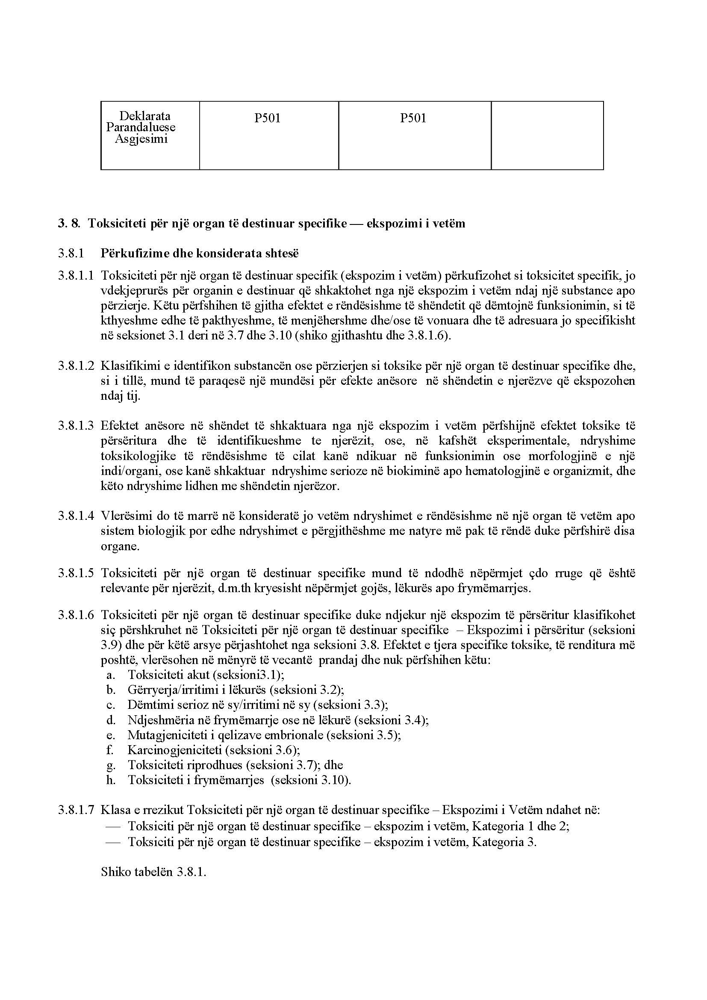 Deklarata
Parandaluese
Asgjesimi
P501
P501
3. 8. Toksiciteti për një organ të destinuar specifike — ekspozimi i vetëm
3.8.1 Përkufizime dhe konsiderata shtesë
3.8.1.1 Toksiciteti për një organ të destinuar specifik (ekspozim i vetëm) përkufizohet si toksicitet specifik, jo
vdekjeprurës për organin e destinuar që shkaktohet nga një ekspozim i vetëm ndaj një substance apo
përzierje. Këtu përfshihen të gjitha efektet e rëndësishme të shëndetit që dëmtojnë funksionimin, si të
kthyeshme edhe të pakthyeshme, të menjëhershme dhe/ose të vonuara dhe të adresuara jo specifikisht
në seksionet 3.1 deri në 3.7 dhe 3.10 (shiko gjithashtu dhe 3.8.1.6).
3.8.1.2 Klasifikimi e identifikon substancën ose përzierjen si toksike për një organ të destinuar specifike dhe,
si i tillë, mund të paraqesë një mundësi për efekte anësore në shëndetin e njerëzve që ekspozohen
ndaj tij.
3.8.1.3 Efektet anësore në shëndet të shkaktuara nga një ekspozim i vetëm përfshijnë efektet toksike të
përsëritura dhe të identifikueshme te njerëzit, ose, në kafshët eksperimentale, ndryshime
toksikologjike të rëndësishme të cilat kanë ndikuar në funksionimin ose morfologjinë e një
indi/organi, ose kanë shkaktuar ndryshime serioze në biokiminë apo hematologjinë e organizmit, dhe
këto ndryshime lidhen me shëndetin njerëzor.
3.8.1.4 Vlerësimi do të marrë në konsideratë jo vetëm ndryshimet e rëndësishme në një organ të vetëm apo
sistem biologjik por edhe ndryshimet e përgjithëshme me natyre më pak të rëndë duke përfshirë disa
organe.
3.8.1.5 Toksiciteti për një organ të destinuar specifike mund të ndodhë nëpërmjet çdo rruge që është
relevante për njerëzit, d.m.th kryesisht nëpërmjet gojës, lëkurës apo frymëmarrjes.
3.8.1.6 Toksiciteti për një organ të destinuar specifike duke ndjekur një ekspozim të përsëritur klasifikohet
siç përshkruhet në Toksiciteti për një organ të destinuar specifike – Ekspozimi i përsëritur (seksioni
3.9) dhe për këtë arsye përjashtohet nga seksioni 3.8. Efektet e tjera specifike toksike, të renditura më
poshtë, vlerësohen në mënyrë të vecantë prandaj dhe nuk përfshihen këtu:
a. Toksiciteti akut (seksioni3.1);
b. Gërryerja/irritimi i lëkurës (seksioni 3.2);
c. Dëmtimi serioz në sy/irritimi në sy (seksioni 3.3);
d. Ndjeshmëria në frymëmarrje ose në lëkurë (seksioni 3.4);
e. Mutagjeniciteti i qelizave embrionale (seksioni 3.5);
f. Karcinogjeniciteti (seksioni 3.6);
g. Toksiciteti riprodhues (seksioni 3.7); dhe
h. Toksiciteti i frymëmarrjes (seksioni 3.10).
3.8.1.7 Klasa e rrezikut Toksiciteti për një organ të destinuar specifike – Ekspozimi i Vetëm ndahet në:
— Toksiciti për një organ të destinuar specifike – ekspozim i vetëm, Kategoria 1 dhe 2;
— Toksiciti për një organ të destinuar specifike – ekspozim i vetëm, Kategoria 3.
Shiko tabelën 3.8.1.